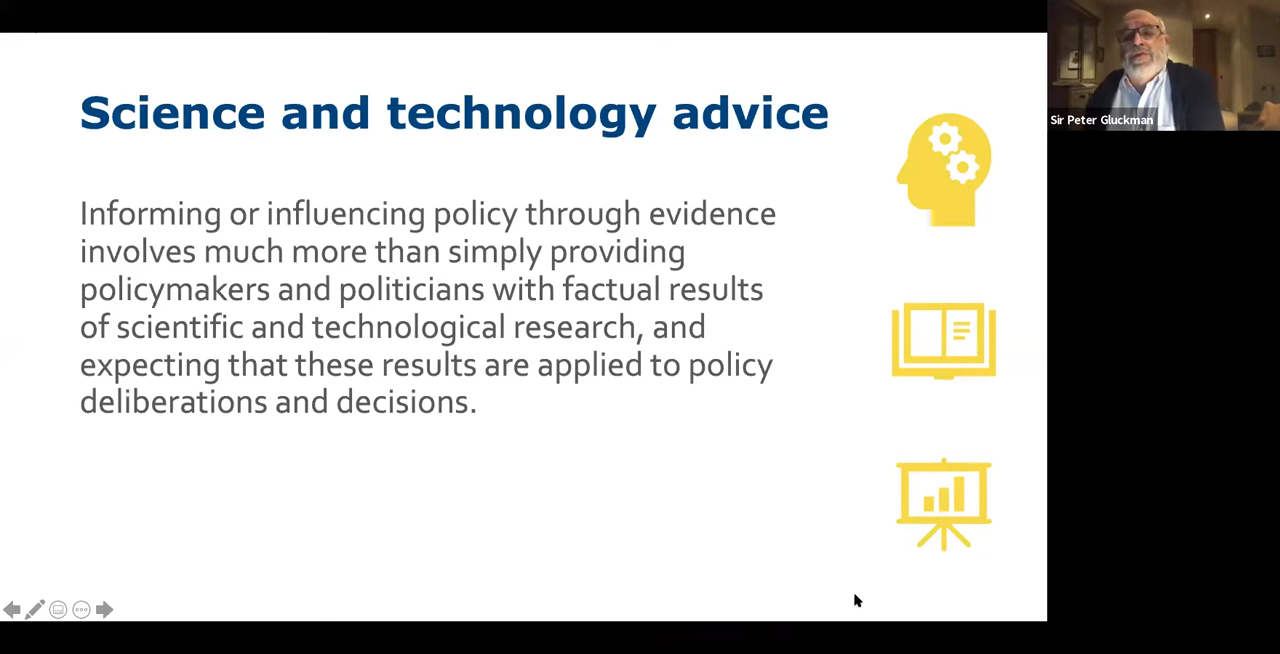 Science and technology advice
Informing or influencing policy through evidence
involves much more than simply providing
policymakers and politicians with factual results
of scientific and technological research, and
expecting that these results are applied to policy
deliberations and decisions.
Sir Peter Gluckman